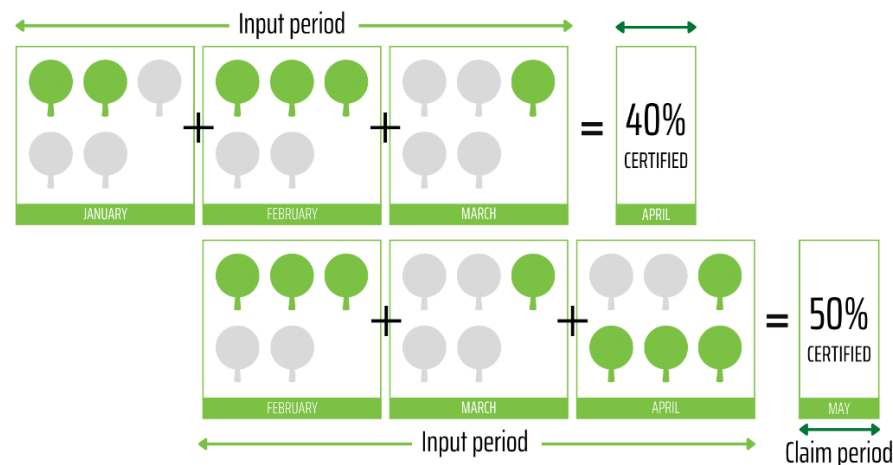 Input period
+
+
=
40%
CERTIFIED
JANUARY
FEBRUARY
MARCH
APRIL
+
+
=
50%
CERTIFIED
FEBRUARY
MARCH
APRIL
MAY
Input period
Claim period